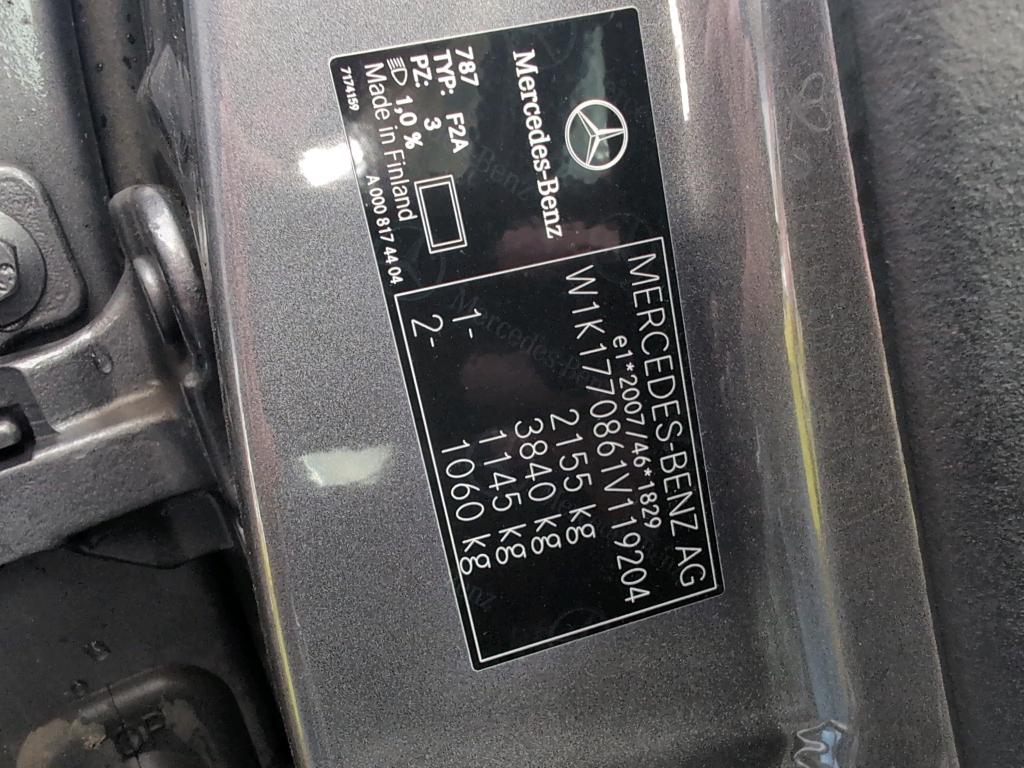 Mercedes-Benz
787
TYP: F2A
PZ: 3
1,0 %
Made in Finland
7174159
A 000 817 44 04
MERCEDES-BENZ AG
e1*2007/46*1829
W1K1770861V119204
2155 kg
3840 kg
1- 1145 kg
2- 1060 kg